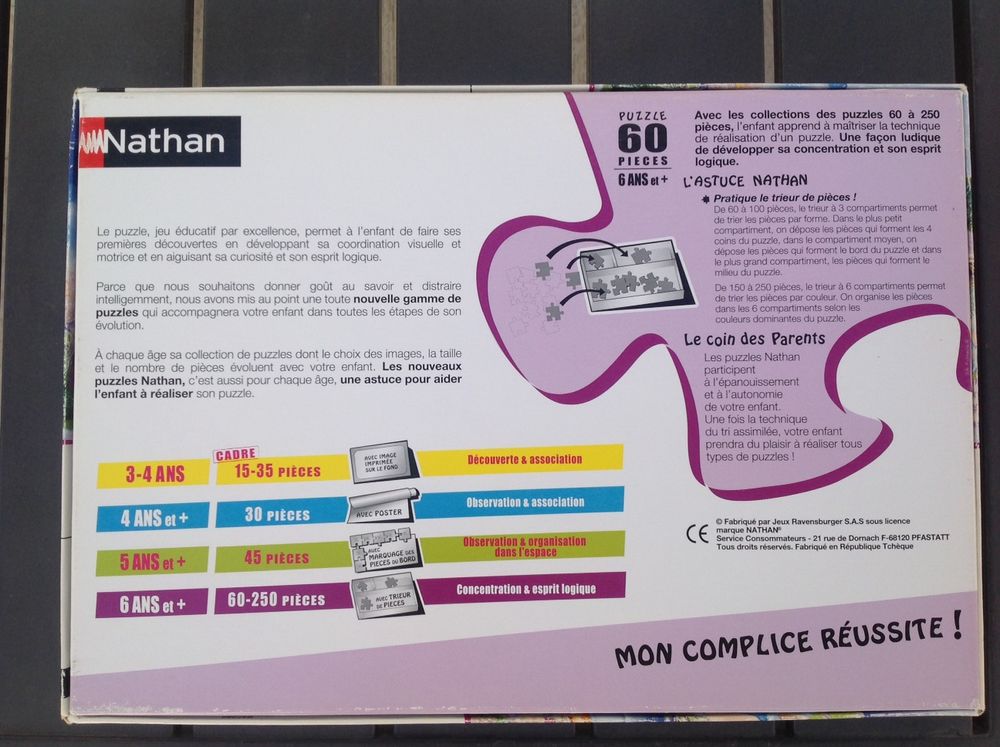 Nathan
Le puzzle, jeu éducatif par excellence, permet à l'enfant de faire ses
premières découvertes en développant sa coordination visuelle et
motrice et en aiguisant sa curiosité et son esprit logique.
Parce que nous souhaitons donner goût au savoir et distraire
intelligemment, nous avons mis au point une toute nouvelle gamme de
puzzles qui accompagnera votre enfant dans toutes les étapes de son
évolution.
À chaque âge sa collection de puzzles dont le choix des images, la taille
et le nombre de pièces évoluent avec votre enfant. Les nouveaux
puzzles Nathan, c'est aussi pour chaque âge, une astuce pour aider
l'enfant à réaliser son puzzle.
PUZZLE
60
PIECES
6 ANS et +
Avec les collections des puzzles 60 à 250
pièces, l'enfant apprend à maîtriser la technique
de réalisation d'un puzzle. Une façon ludique
de développer sa concentration et son esprit
logique.
L'ASTUCE NATHAN
Pratique le trieur de pièces !
De 60 à 100 pièces, le trieur à 3 compartiments permet
de trier les pièces par forme. Dans le plus petit
compartiment, on dépose les pièces qui forment les 4
coins du puzzle, dans le compartiment moyen, on
dépose les pièces qui forment le bord du puzzle et dans
le plus grand compartiment, les pièces qui forment le
milieu du puzzle.
De 150 à 250 pièces, le trieur à 6 compartiments permet
de trier les pièces par couleur. On organise les pièces
dans les 6 compartiments selon les
couleurs dominantes du puzzle.
Le coin des Parents
Les puzzles Nathan
participent
à l'épanouissement
et à l'autonomie
de votre enfant.
Une fois la technique
du tri assimilée, votre enfant
prendra du plaisir à réaliser tous
types de puzzles !
CADRE
3-4 ANS
15-35 PIÈCES
AVEC IMAGE
IMPRIMÉE
SUR LE FOND
Découverte & association
4 ANS et +
30 PIÈCES
AVEC POSTER
Observation & association
5 ANS et +
45 PIÈCES
AVEC
MARQUAGE DES
PIECES DU BORD
Observation & organisation
dans l'espace
6 ANS et +
60-250 PIÈCES
AVEC TRIEUR
DE PIECES
Concentration & esprit logique
CE
© Fabriqué par Jeux Ravensburger S.A.S sous licence
marque NATHAN®
Service Consommateurs - 21 rue de Dornach F-68120 PFASTATT
Tous droits réservés. Fabriqué en République Tchèque
MON COMPLICE RÉUSSITE !